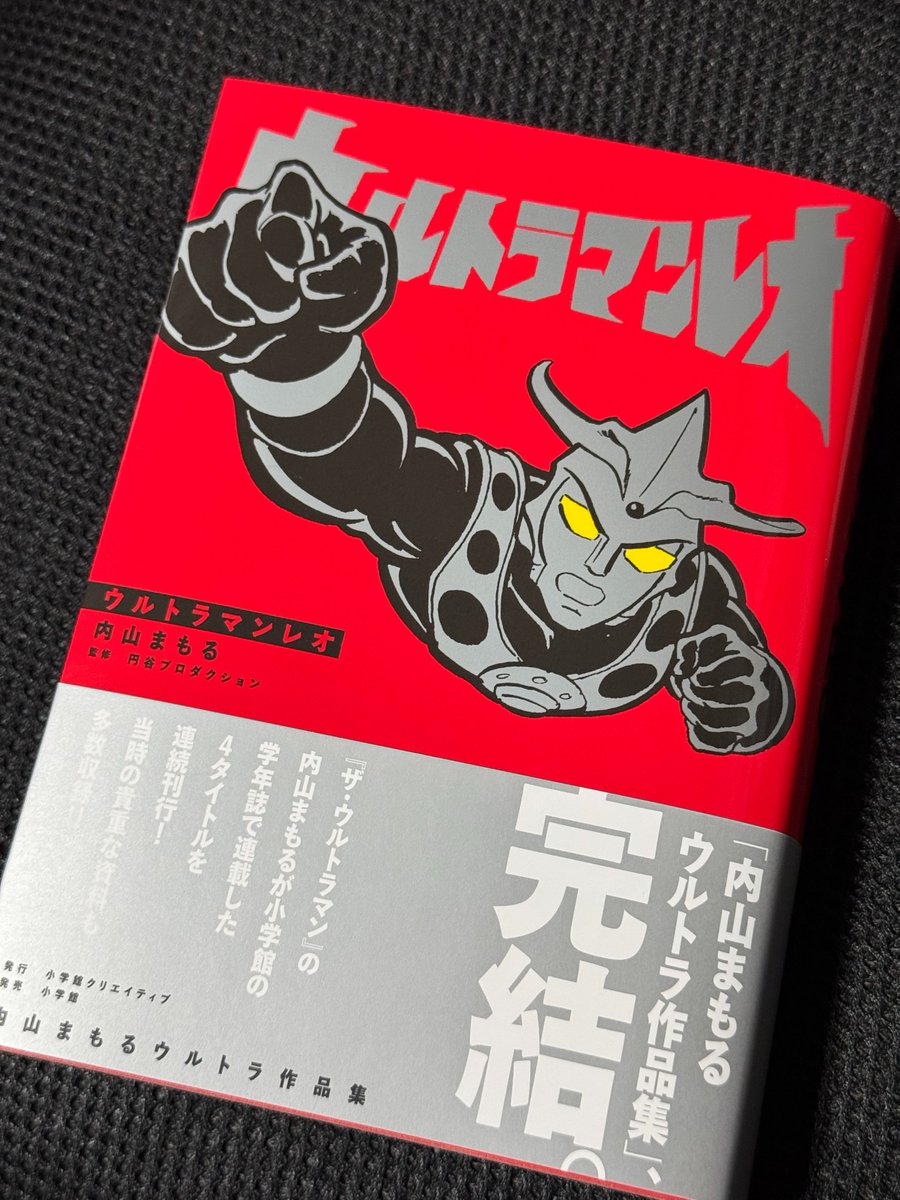 ウルトラマンレオ
ウルトラマンレオ
内山まもる
監修 円谷プロダクション
「内山まもる
ウルトラ作品集」、
完結。
『ザ・ウルトラマン』の
内山まもるが小学館の
学年誌で連載した
4タイトルを
連続刊行!
当時の貴重な資料も
多数収
発行 小学館クリエイティブ
発売 小学館
内山まもるウルトラ作品集